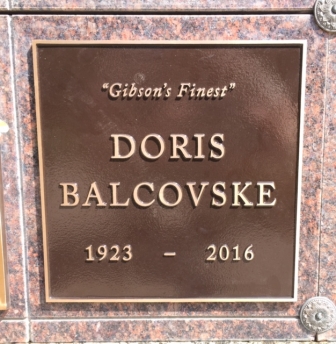 "Gibson's Finest"
DORIS
BALCOVSKE
1923 – 2016